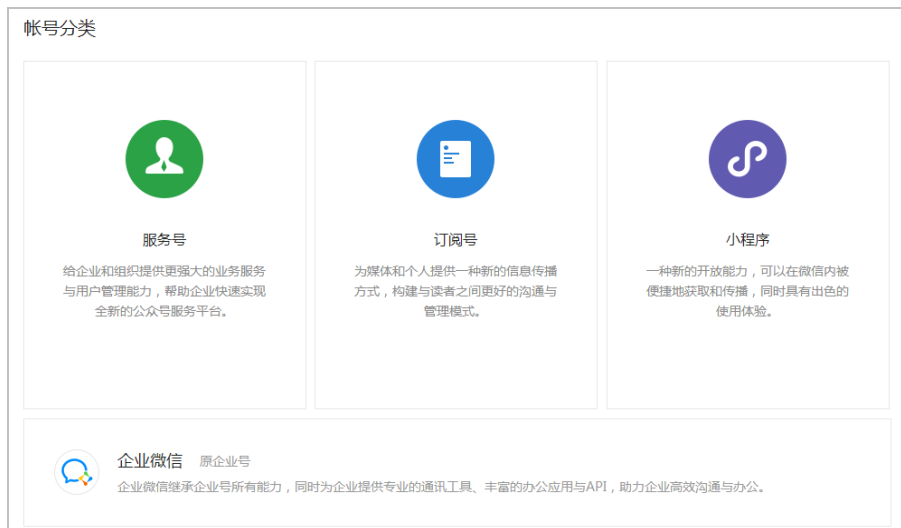 帐号分类
服务号
给企业和组织提供更强大的业务服务
与用户管理能力，帮助企业快速实现
全新的公众号服务平台。
订阅号
为媒体和个人提供一种新的信息传播
方式，构建与读者之间更好的沟通与
管理模式。
小程序
一种新的开放能力，可以在微信内被
便捷地获取和传播，同时具有出色的
使用体验。
企业微信 原企业号
企业微信继承企业号所有能力，同时为企业提供专业的通讯工具、丰富的办公应用与API，助力企业高效沟通与办公。